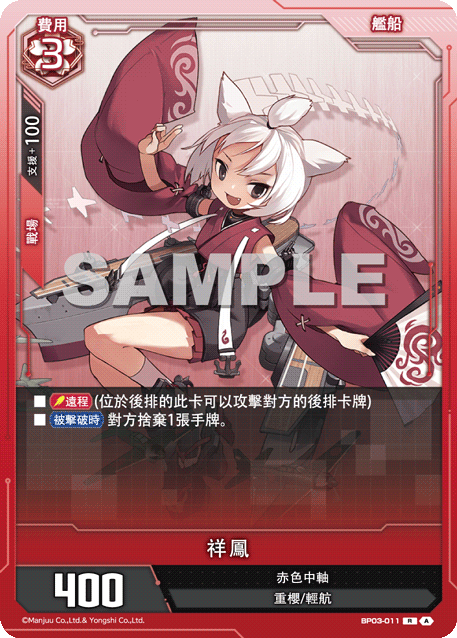 費用
3
艦船
支援+100
戰場
SAMPLE
■ 遠程 (位於後排的此卡可以攻擊對方的後排卡牌)
■ 被擊破時 對方捨棄1張手牌。
祥鳳
400
赤色中軸
重櫻/輕航
©Manjuu Co.,Ltd.& Yongshi Co.,Ltd.
BP03-011 R A